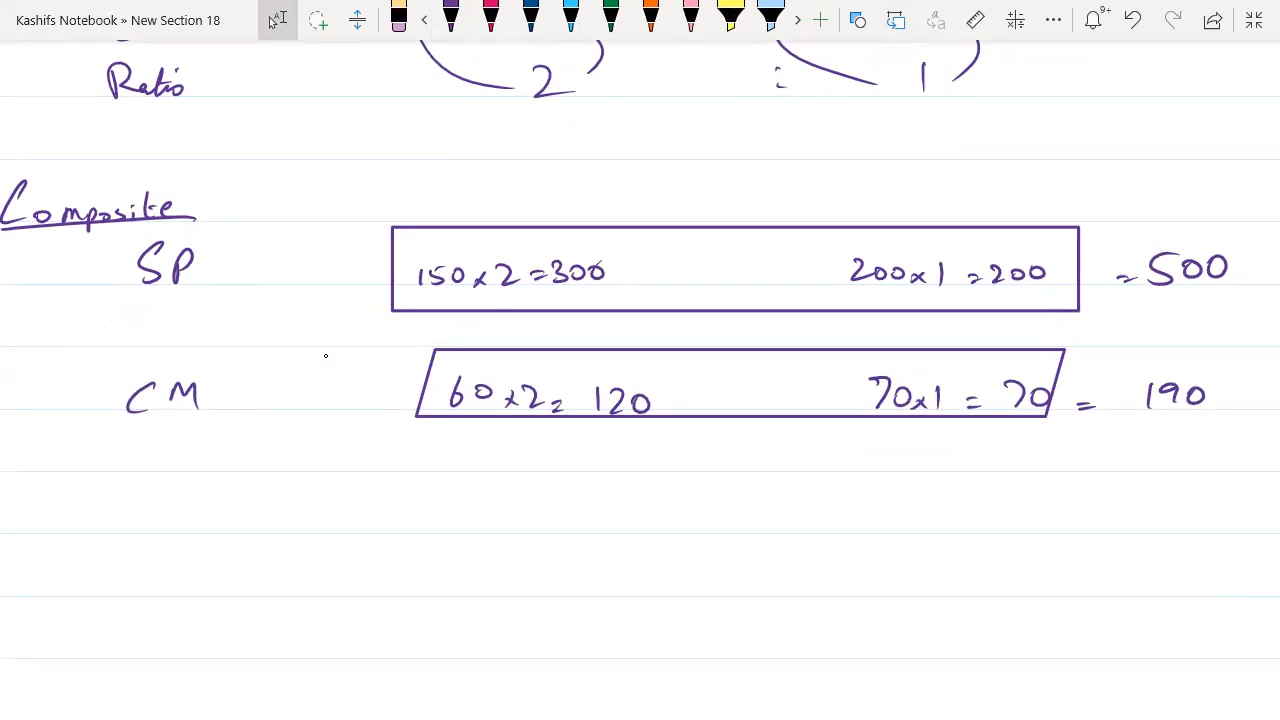 Kashifs Notebook » New Section 18
9+
Ratio 2 : 1
Composite
SP 150 x 2 = 300 200 x 1 = 200 = 500
CM 60 x 2 = 120 70 x 1 = 70 = 190